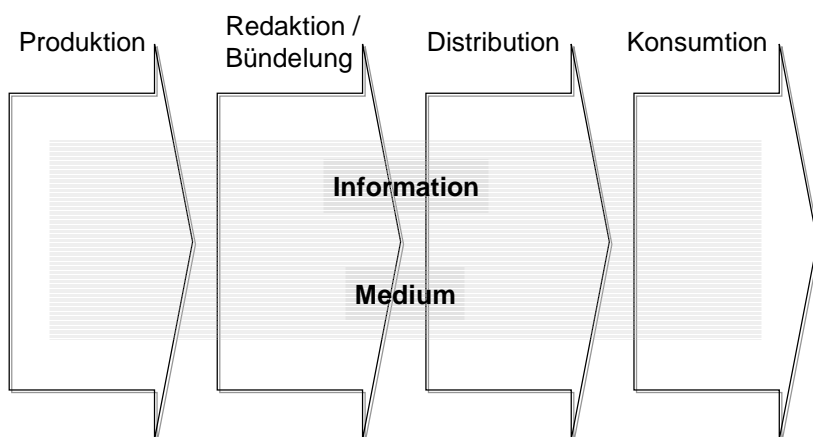 Produktion
Redaktion /
Bündelung
Distribution
Konsumtion
Information
Medium